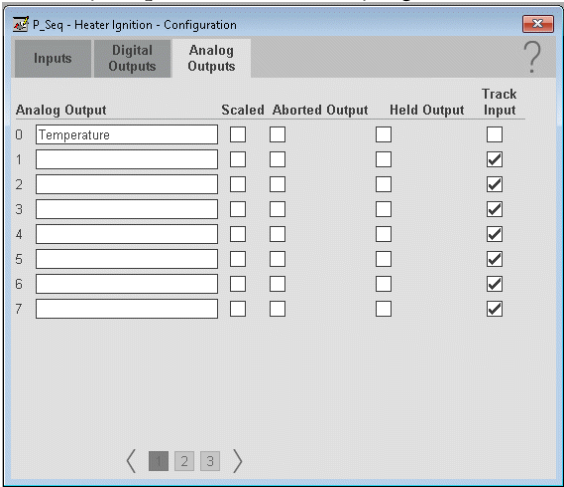 P_Seq - Heater Ignition - Configuration
Inputs
Digital
Outputs
Analog
Outputs
?
Analog Output Scaled Aborted Output Held Output Track
Input
0 Temperature
1
2
3
4
5
6
7
1 2 3